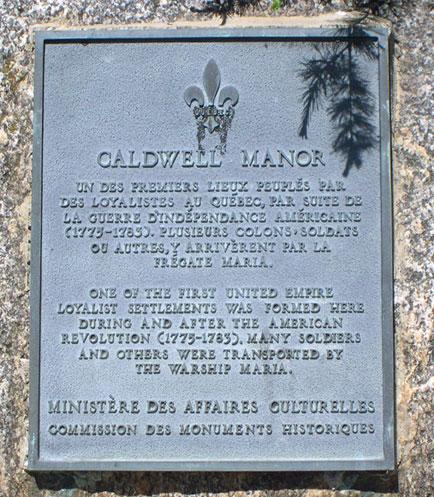 QUÉBEC
CALDWELL MANOR
UN DES PREMIERS LIEUX PEUPLÉS PAR
DES LOYALISTES AU QUÉBEC, PAR SUITE DE
LA GUERRE D'INDÉPENDANCE AMÉRICAINE
(1775-1783). PLUSIEURS COLONS, SOLDATS
OU AUTRES, Y ARRIVÈRENT PAR LA
FRÉGATE MARIA.
ONE OF THE FIRST UNITED EMPIRE
LOYALIST SETTLEMENTS WAS FORMED HERE
DURING AND AFTER THE AMERICAN
REVOLUTION (1775-1783). MANY SOLDIERS
AND OTHERS WERE TRANSPORTED BY
THE WARSHIP MARIA.
MINISTÈRE DES AFFAIRES CULTURELLES
COMMISSION DES MONUMENTS HISTORIQUES